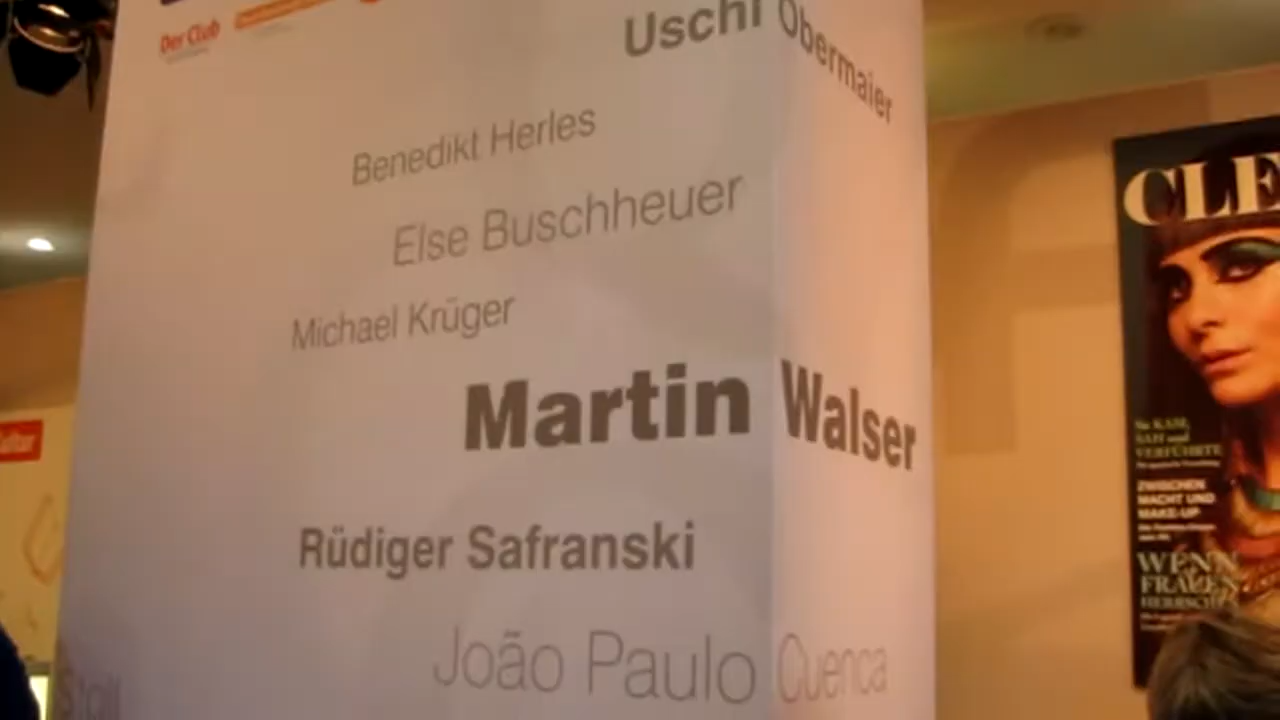 Der Club
Uschi Obermaier
Benedikt Herles
Else Buschheuer
Michael Krüger
Martin Walser
Rüdiger Safranski
João Paulo Cuenca
CLE
VERFÜHRTE
ZWISCHEN
MACHT UND
MAKE-UP
WENN
FRAUEN